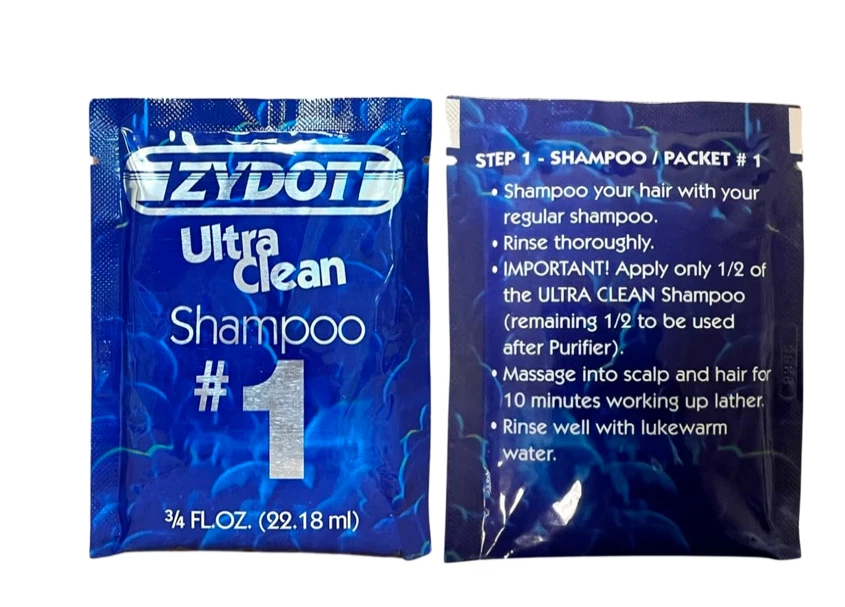 ZYDOT
Ultra
Clean
Shampoo
#1
3/4 FL.OZ. (22.18 ml)
STEP 1 - SHAMPOO / PACKET # 1
• Shampoo your hair with your
regular shampoo.
• Rinse thoroughly.
• IMPORTANT! Apply only 1/2 of
the ULTRA CLEAN Shampoo
(remaining 1/2 to be used
after Purifier).
• Massage into scalp and hair for
10 minutes working up lather.
• Rinse well with lukewarm
water.